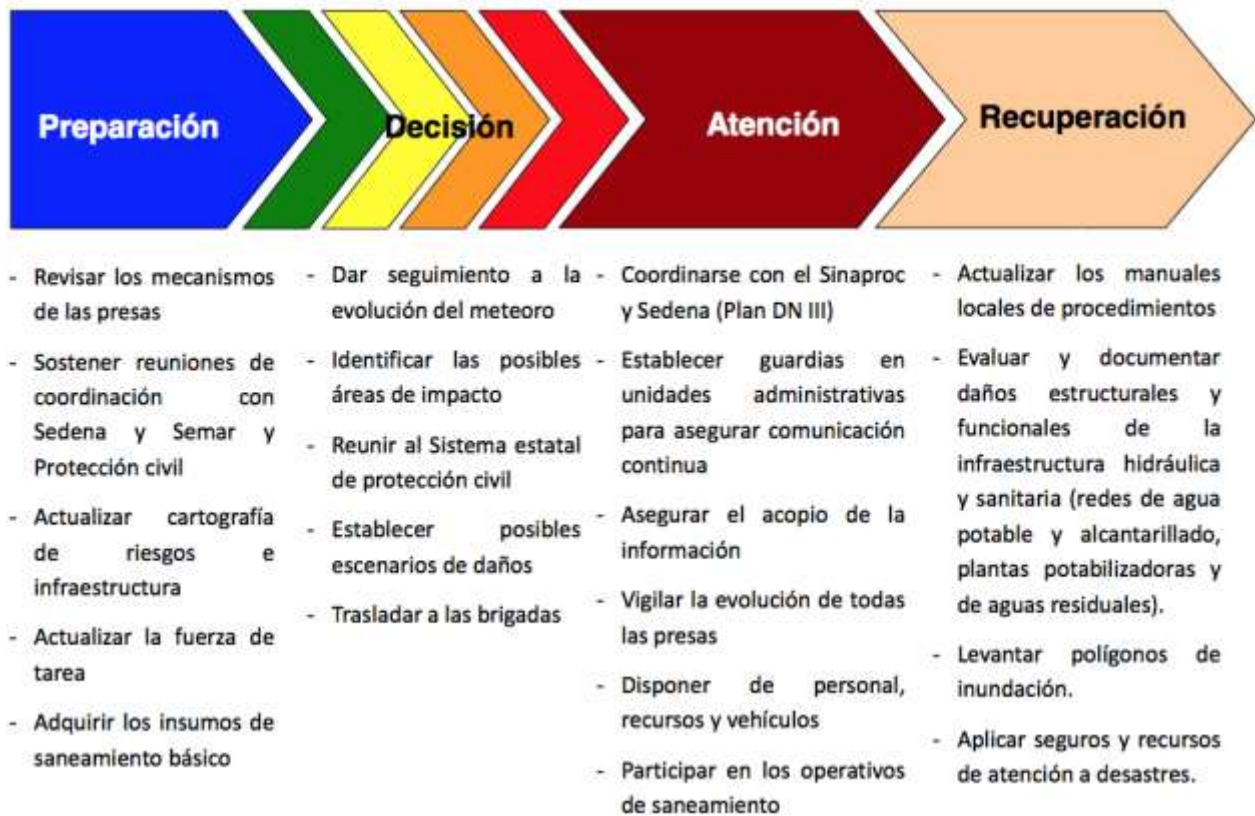 Preparación
Decisión
Atención
Recuperación
- Revisar los mecanismos
de las presas
- Sostener reuniones de
coordinación con
Sedena y Semar y
Protección civil
- Actualizar cartografía
de riesgos e
infraestructura
- Actualizar la fuerza de
tarea
- Adquirir los insumos de
saneamiento básico
- Dar seguimiento a la
evolución del meteoro
- Identificar las posibles
áreas de impacto
- Reunir al Sistema estatal
de protección civil
- Establecer posibles
escenarios de daños
- Trasladar a las brigadas
- Coordinarse con el Sinaproc
y Sedena (Plan DN III)
- Establecer guardias en
unidades administrativas
para asegurar comunicación
continua
- Asegurar el acopio de la
información
- Vigilar la evolución de todas
las presas
- Disponer de personal,
recursos y vehículos
- Participar en los operativos
de saneamiento
- Actualizar los manuales
locales de procedimientos
- Evaluar y documentar
daños estructurales y
funcionales de la
infraestructura hidráulica
y sanitaria (redes de agua
potable y alcantarillado,
plantas potabilizadoras y
de aguas residuales).
- Levantar polígonos de
inundación.
- Aplicar seguros y recursos
de atención a desastres.